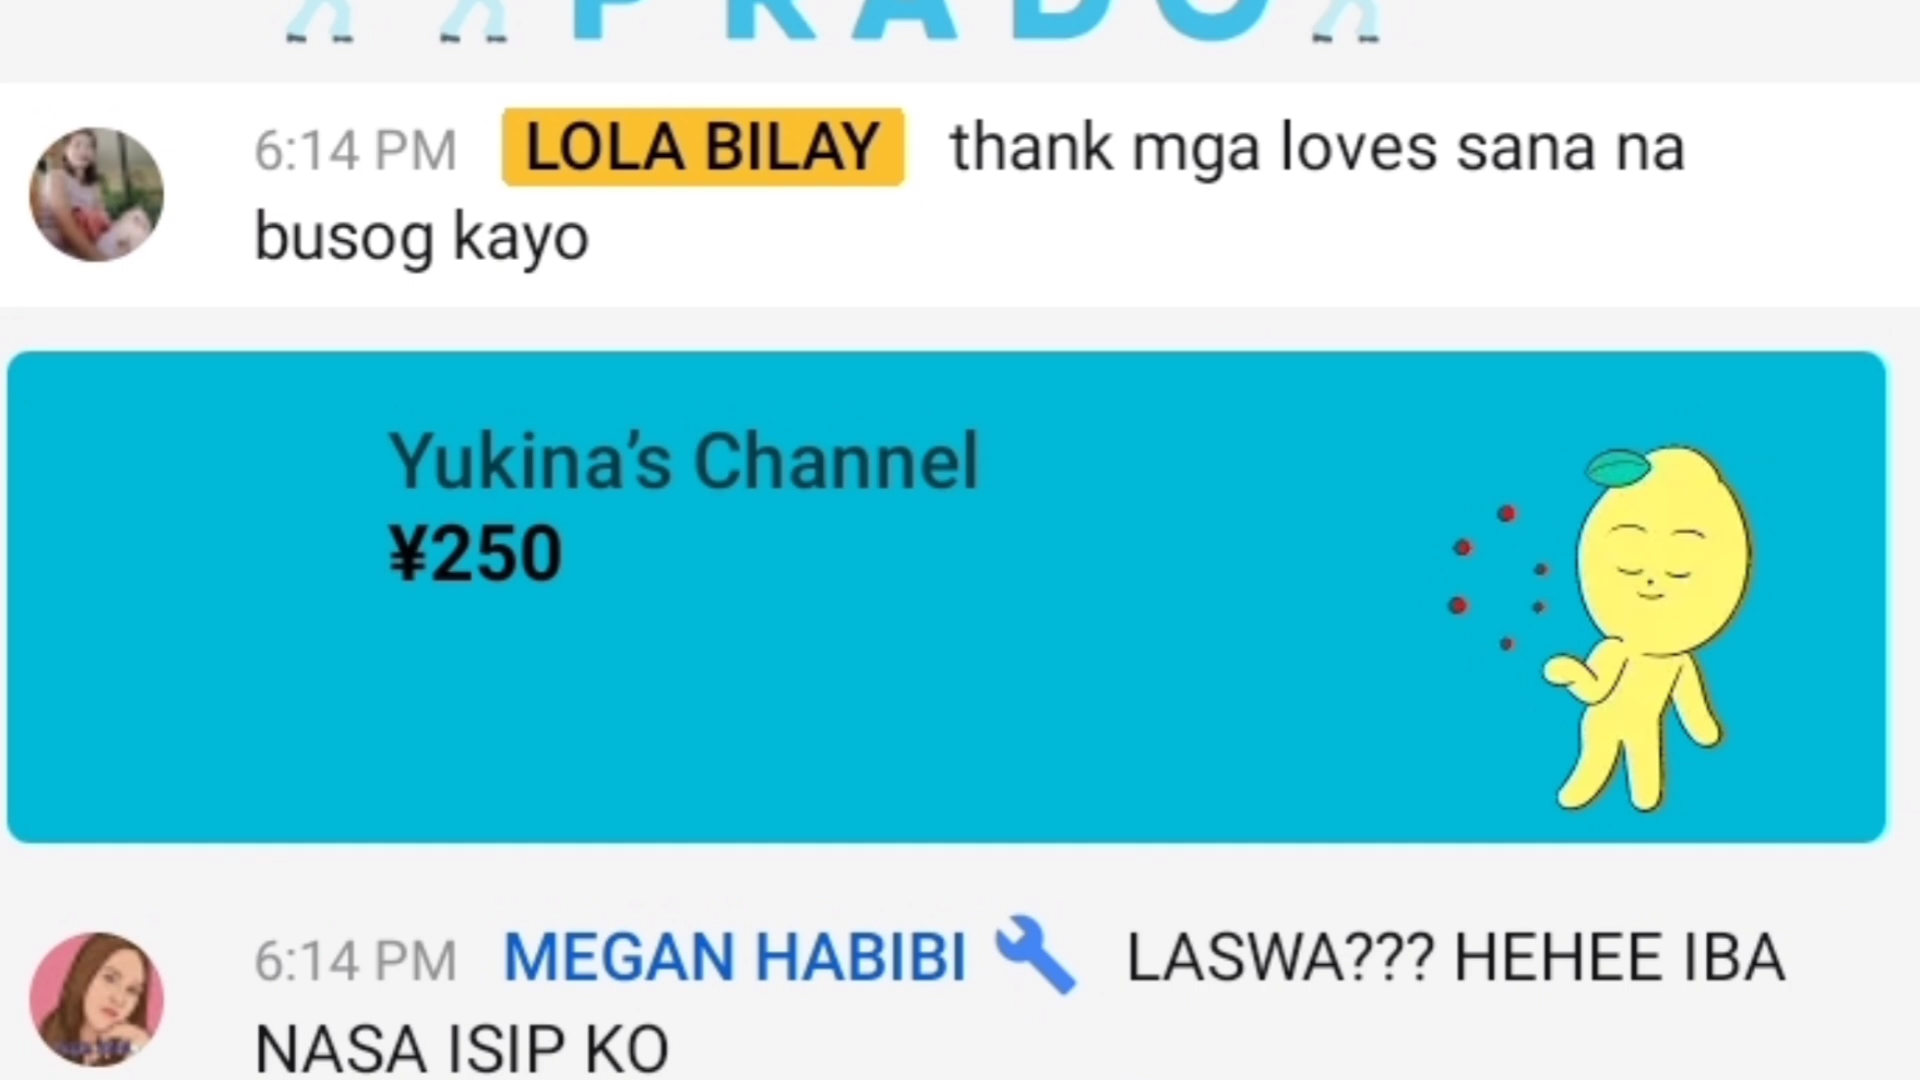 PRADO
6:14 PM LOLA BILAY thank mga loves sana na
busog kayo
Yukina’s Channel
¥250
6:14 PM MEGAN HABIBI LASWA??? HEHEE IBA
NASA ISIP KO